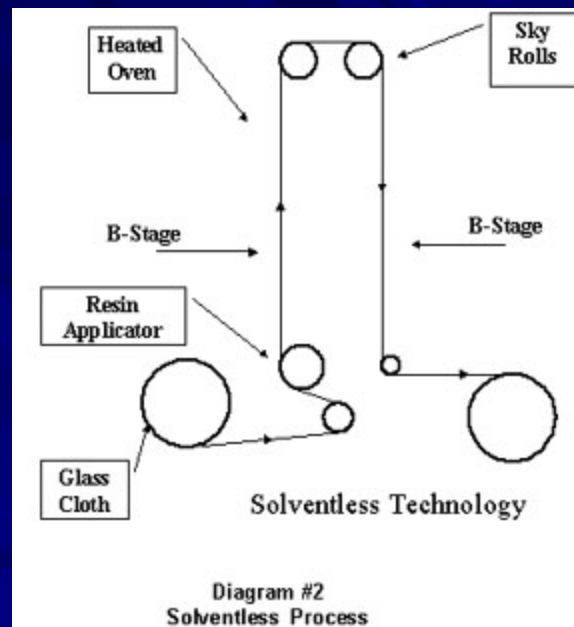 Heated
Oven
Sky
Rolls
B-Stage
B-Stage
Resin
Applicator
Glass
Cloth
Solventless Technology
Diagram #2
Solventless Process